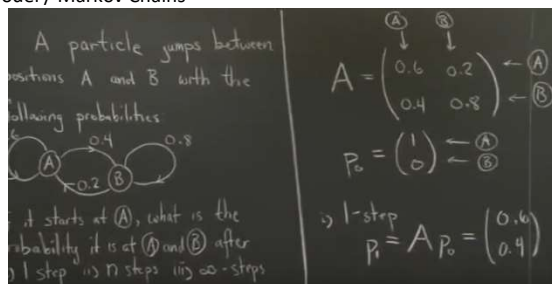 Markov Chains
A particle jumps between
positions A and B with the
following probabilities:
0.4 0.8
A B
0.2
it starts at A, what is the
probability it is at A and B after
i) 1 step ii) n steps iii) ∞-steps
A B
↓ ↓
A = ( 0.6 0.2 ) ← A
( 0.4 0.8 ) ← B
p₀ = ( 1 ) ← A
( 0 ) ← B
i) 1-step
p₁ = A p₀ = ( 0.6 )
( 0.4 )